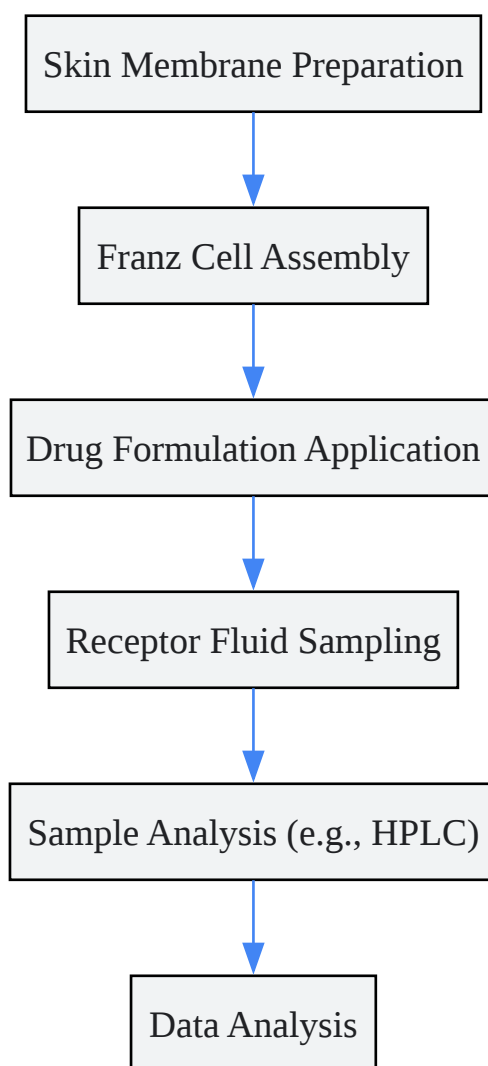 Skin Membrane Preparation
Franz Cell Assembly
Drug Formulation Application
Receptor Fluid Sampling
Sample Analysis (e.g., HPLC)
Data Analysis